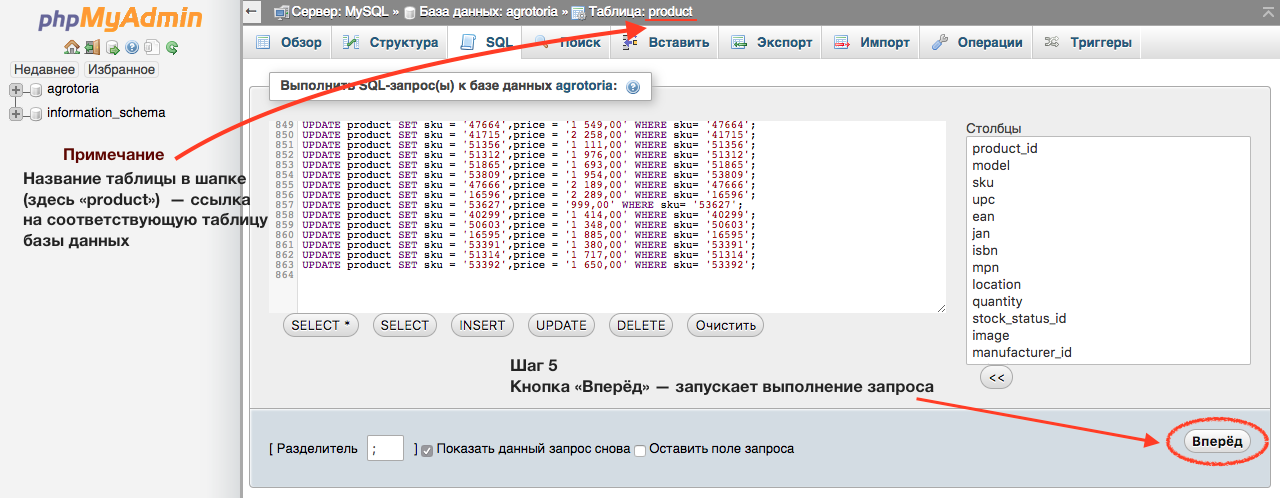 phpMyAdmin
Недавнее Избранное
agrotoria
information_schema
Сервер: MySQL » База данных: agrotoria » Таблица: product
Обзор Структура SQL Поиск Вставить Экспорт Импорт Операции Триггеры
Выполнить SQL-запрос(ы) к базе данных agrotoria:
Примечание
Название таблицы в шапке
(здесь «product») — ссылка
на соответствующую таблицу
базы данных
849 UPDATE product SET sku = '47664',price = '1 549,00' WHERE sku= '47664';
850 UPDATE product SET sku = '41715',price = '2 258,00' WHERE sku= '41715';
851 UPDATE product SET sku = '51356',price = '1 111,00' WHERE sku= '51356';
852 UPDATE product SET sku = '51312',price = '1 976,00' WHERE sku= '51312';
853 UPDATE product SET sku = '51865',price = '1 693,00' WHERE sku= '51865';
854 UPDATE product SET sku = '53809',price = '1 954,00' WHERE sku= '53809';
855 UPDATE product SET sku = '47666',price = '2 189,00' WHERE sku= '47666';
856 UPDATE product SET sku = '16596',price = '2 289,00' WHERE sku= '16596';
857 UPDATE product SET sku = '53627',price ='999,00' WHERE sku= '53627';
858 UPDATE product SET sku = '40299',price = '1 414,00' WHERE sku= '40299';
859 UPDATE product SET sku = '50603',price = '1 348,00' WHERE sku= '50603';
860 UPDATE product SET sku = '16595',price = '1 885,00' WHERE sku= '16595';
861 UPDATE product SET sku = '53391',price = '1 380,00' WHERE sku= '53391';
862 UPDATE product SET sku = '51314',price = '1 717,00' WHERE sku= '51314';
863 UPDATE product SET sku = '53392',price = '1 650,00' WHERE sku= '53392';
864
Столбцы
product_id
model
sku
upc
ean
jan
isbn
mpn
location
quantity
stock_status_id
image
manufacturer_id
<<
SELECT * SELECT INSERT UPDATE DELETE Очистить
Шаг 5
Кнопка «Вперёд» — запускает выполнение запроса
[ Разделитель ; ] Показать данный запрос снова Оставить поле запроса
Вперёд